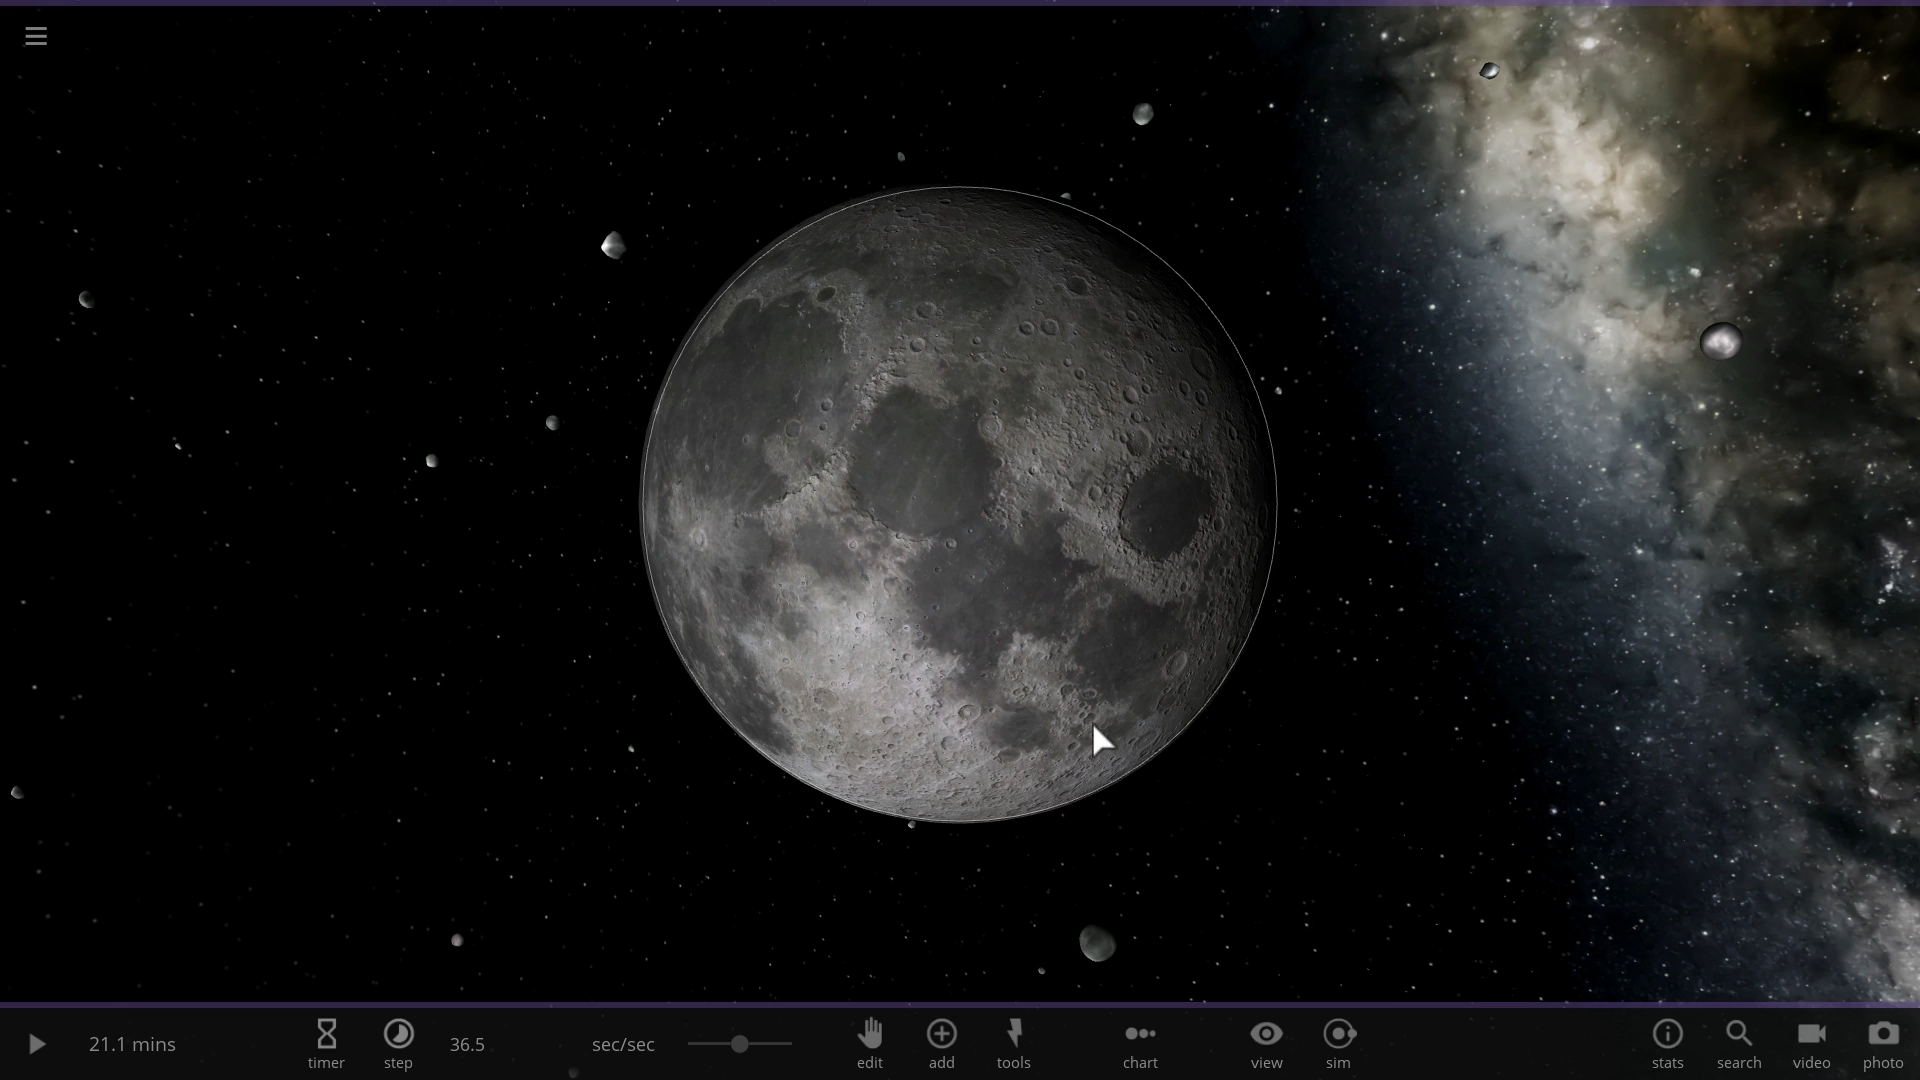 21.1 mins
timer
step
36.5
sec/sec
edit
add
tools
chart
view
sim
stats
search
video
photo